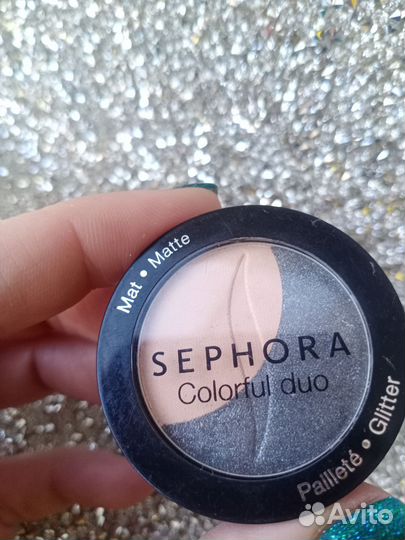 Mat • Matte
SEPHORA
Colorful duo
Pailleté • Glitter
Avito